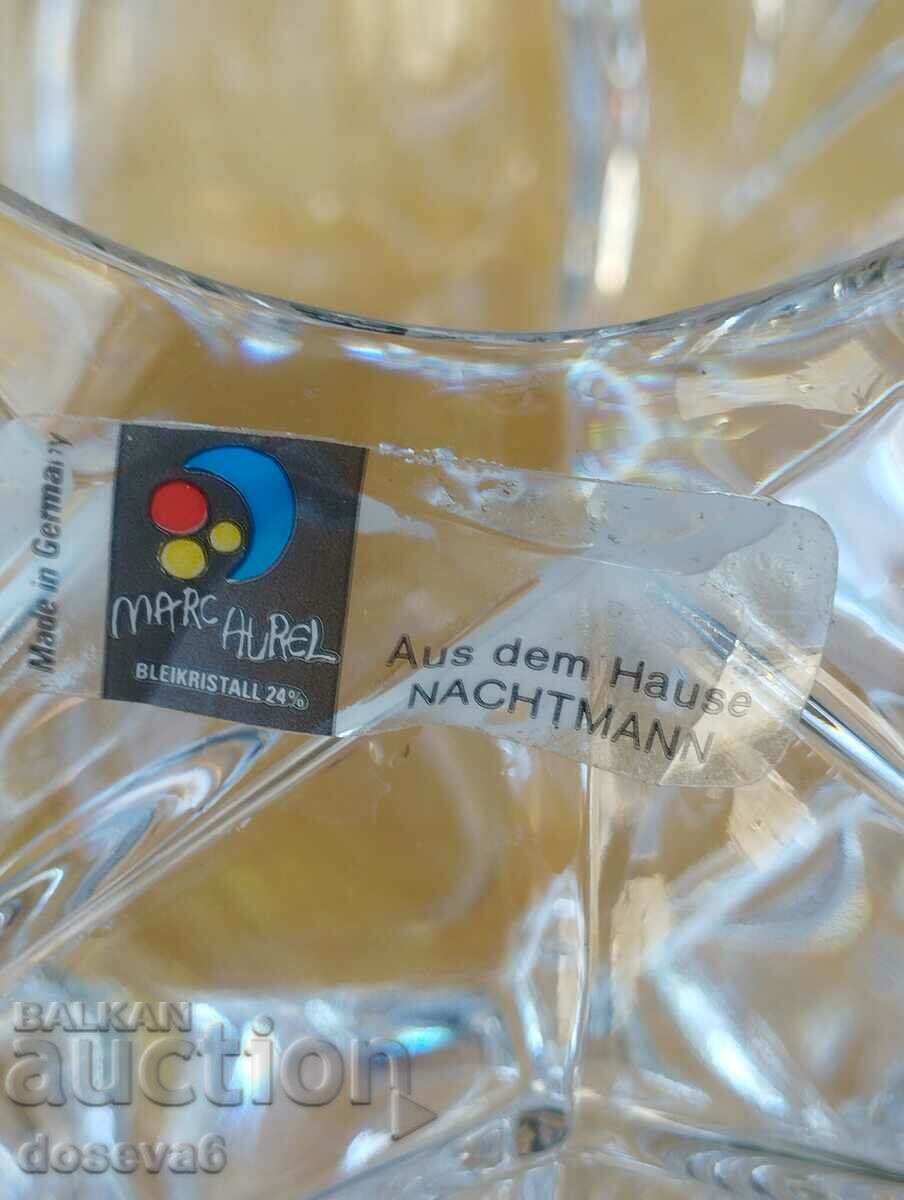 Made in Germany
MARC AUREL
BLEIKRISTALL 24%
Aus dem Hause
NACHTMANN
BALKAN
auction
doseva6